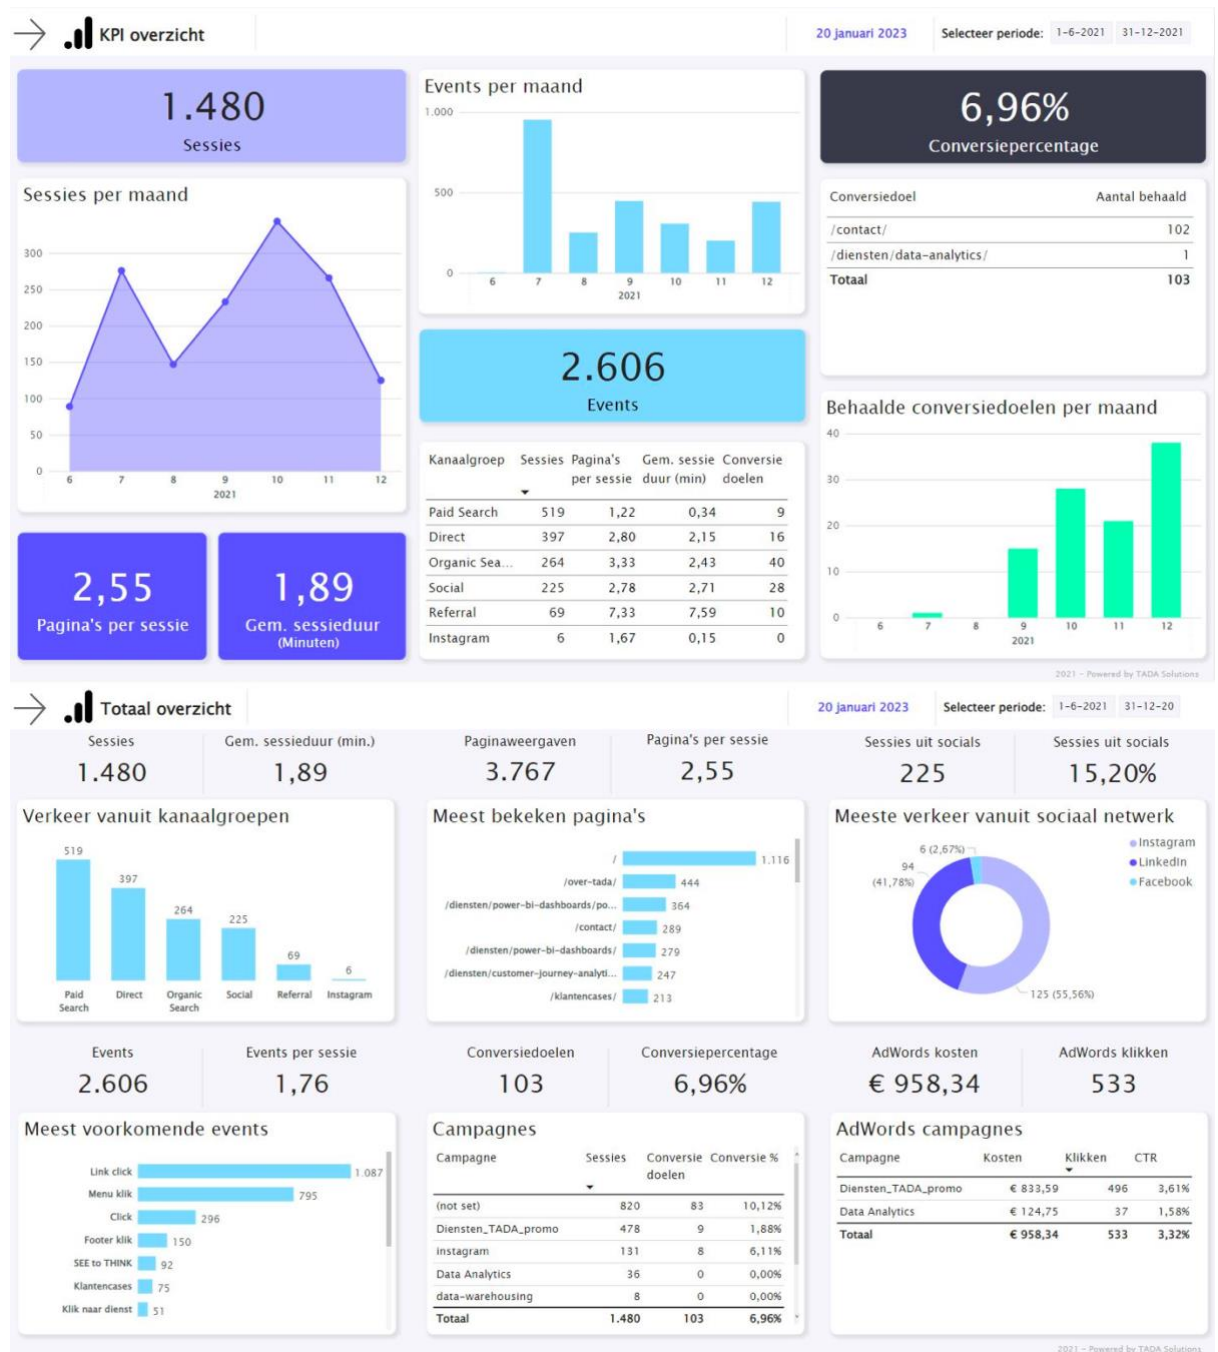 KPI overzicht
20 januari 2023
Selecteer periode: 1-6-2021 31-12-2021
1.480
Sessies
Sessies per maand
300
250
200
150
100
50
0
6 7 8 9 10 11 12
2021
2,55
Pagina's per sessie
1,89
Gem. sessieduur
(Minuten)
Events per maand
1.000
500
0
6 7 8 9 10 11 12
2021
2.606
Events
Kanaalgroep Sessies Pagina's per sessie Gem. sessie duur (min) Conversie doelen
Paid Search 519 1,22 0,34 9
Direct 397 2,80 2,15 16
Organic Sea... 264 3,33 2,43 40
Social 225 2,78 2,71 28
Referral 69 7,33 7,59 10
Instagram 6 1,67 0,15 0
6,96%
Conversiepercentage
Conversiedoel Aantal behaald
/contact/ 102
/diensten/data-analytics/ 1
Totaal 103
Behaalde conversiedoelen per maand
40
30
20
10
0
6 7 8 9 10 11 12
2021
2021 - Powered by TADA Solutions
Totaal overzicht
20 januari 2023
Selecteer periode: 1-6-2021 31-12-20
Sessies
1.480
Gem. sessieduur (min.)
1,89
Paginaweergaven
3.767
Pagina's per sessie
2,55
Sessies uit socials
225
Sessies uit socials
15,20%
Verkeer vanuit kanaalgroepen
519 397 264 225 69 6
Paid Search Direct Organic Search Social Referral Instagram
Meest bekeken pagina's
/ 1.116
/over-tada/ 444
/diensten/power-bi-dashboards/po... 364
/contact/ 289
/diensten/power-bi-dashboards/ 279
/diensten/customer-journey-analyti... 247
/klantencases/ 213
Meeste verkeer vanuit sociaal netwerk
6 (2,67%)
94
(41,78%)
125 (55,56%)
Instagram
LinkedIn
Facebook
Events
2.606
Events per sessie
1,76
Conversiedoelen
103
Conversiepercentage
6,96%
AdWords kosten
€ 958,34
AdWords klikken
533
Meest voorkomende events
Link click 1.087
Menu klik 795
Click 296
Footer klik 150
SEE to THINK 92
Klantencases 75
Klik naar dienst 51
Campagnes
Campagne Sessies Conversie doelen Conversie %
(not set) 820 83 10,12%
Diensten_TADA_promo 478 9 1,88%
instagram 131 8 6,11%
Data Analytics 36 0 0,00%
data-warehousing 8 0 0,00%
Totaal 1.480 103 6,96%
AdWords campagnes
Campagne Kosten Klikken CTR
Diensten_TADA_promo € 833,59 496 3,61%
Data Analytics € 124,75 37 1,58%
Totaal € 958,34 533 3,32%
2021 - Powered by TADA Solutions